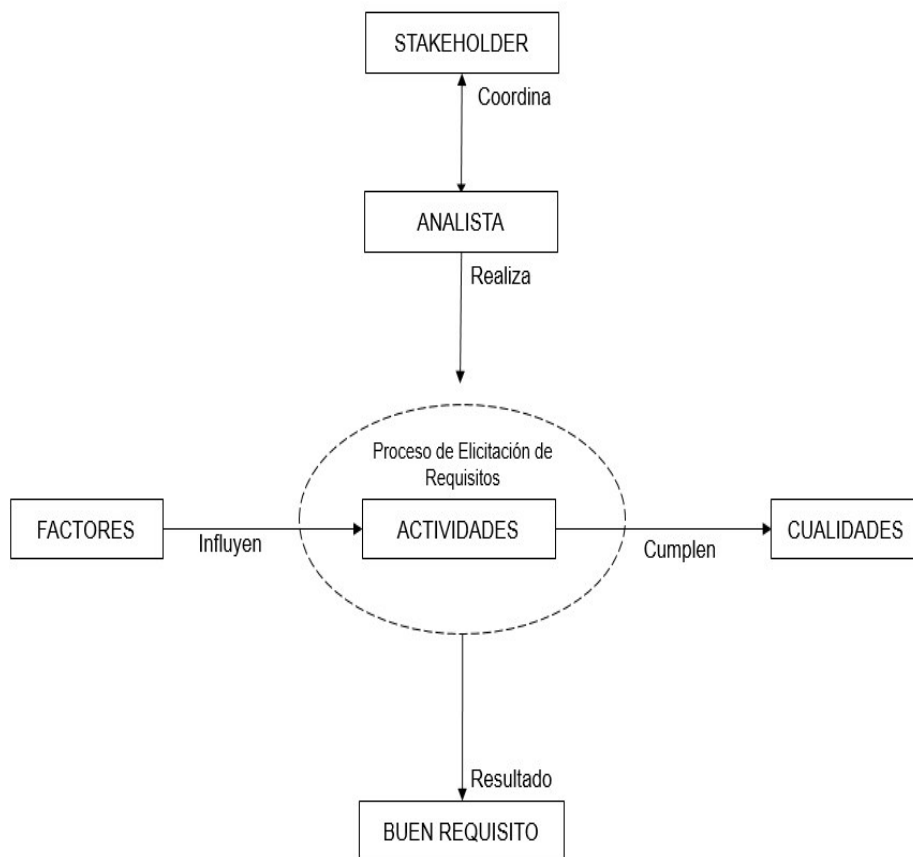 STAKEHOLDER
Coordina
ANALISTA
Realiza
Proceso de Elicitación de
Requisitos
FACTORES
Influyen
ACTIVIDADES
Cumplen
CUALIDADES
Resultado
BUEN REQUISITO